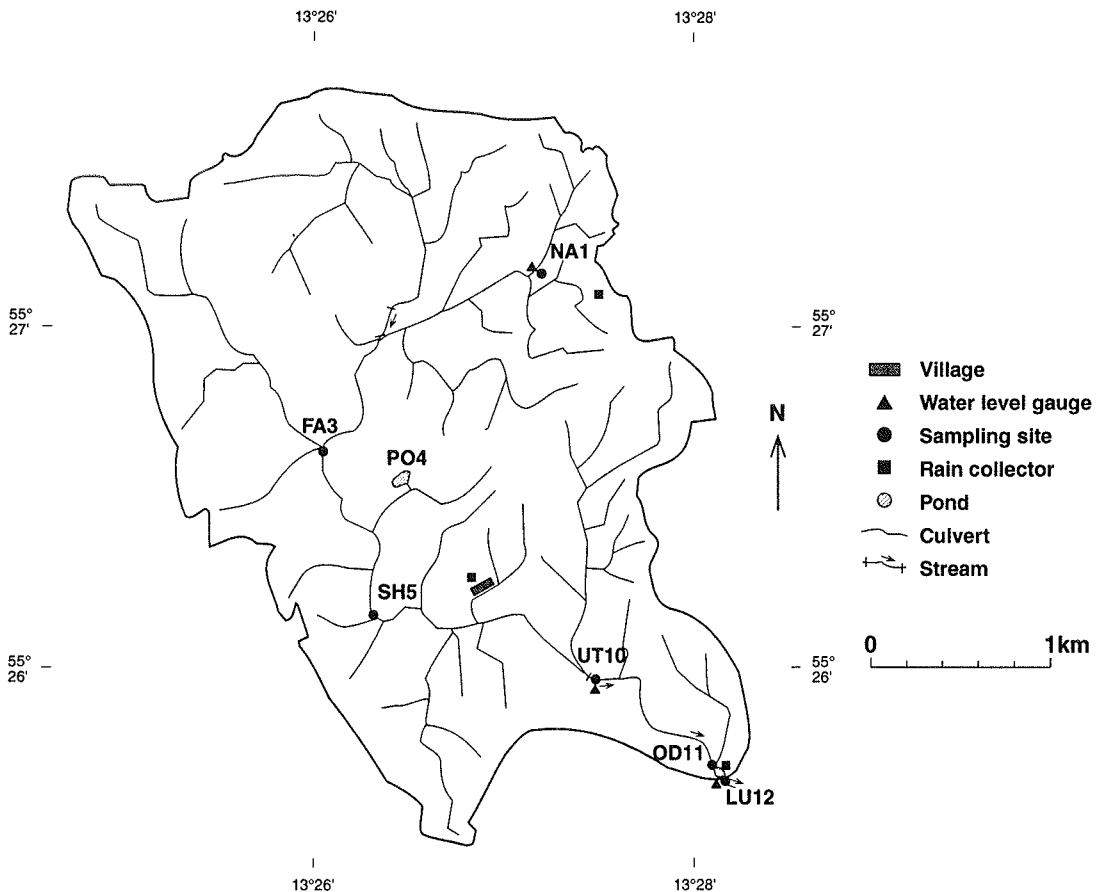 13°26'
13°28'
NA1
55°
27'
55°
27'
FA3
PO4
SH5
UT10
55°
26'
55°
26'
OD11
LU12
13°26'
13°28'
N
Village
Water level gauge
Sampling site
Rain collector
Pond
Culvert
Stream
0
1km